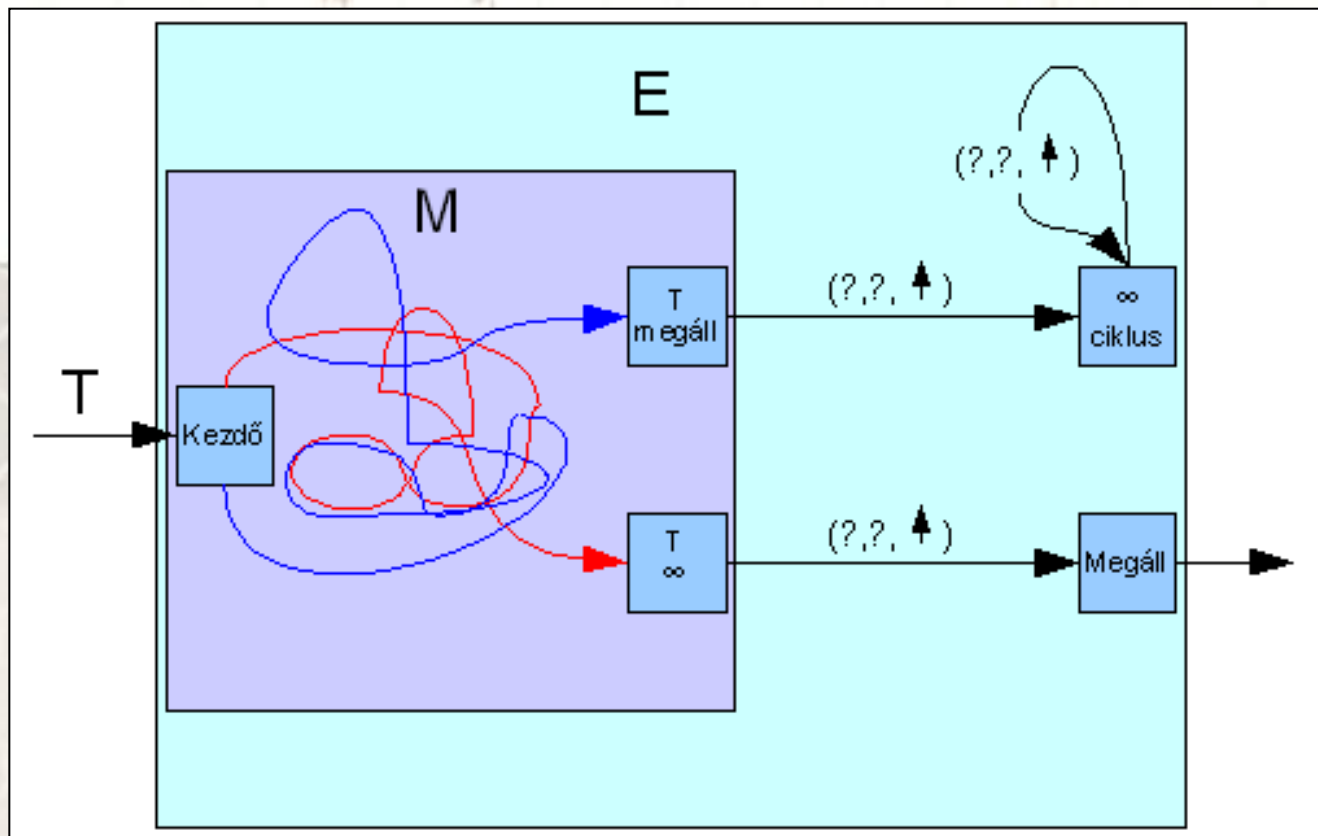 E
(?,?, ↑)
M
T
megáll
(?,?, ↑)
∞
ciklus
T
Kezdő
T
∞
(?,?, ↑)
Megáll